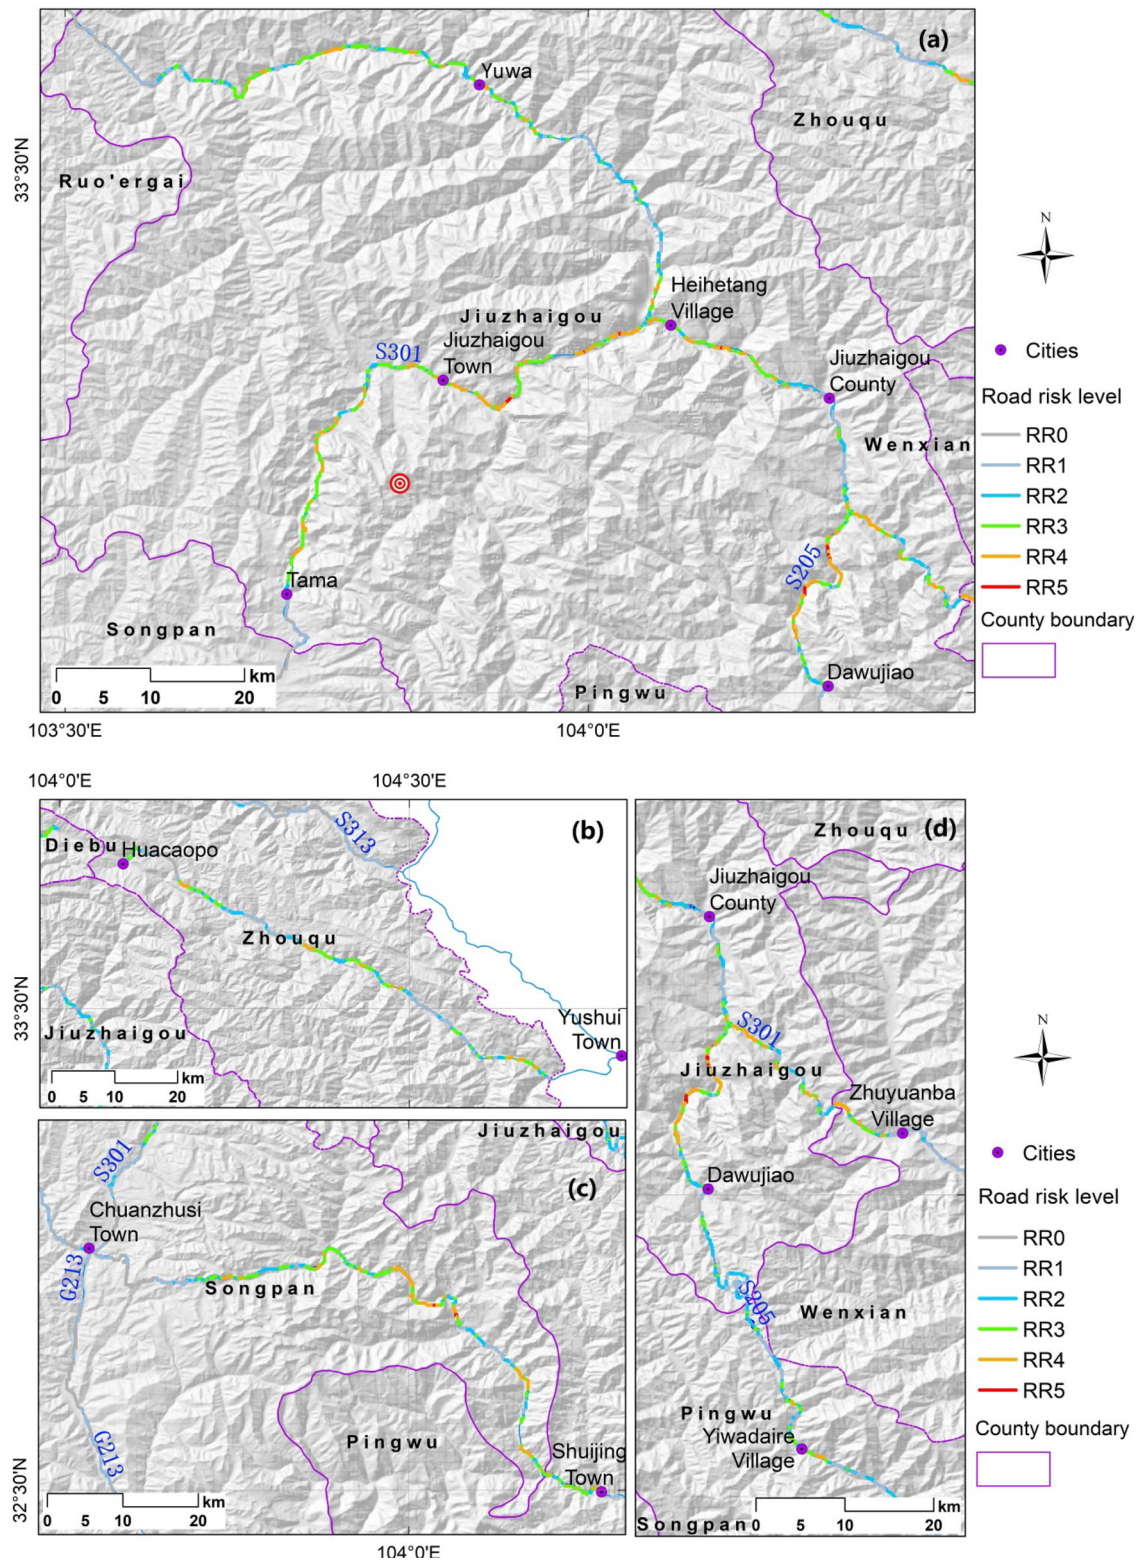 (a)
Yuwa
Zhouqu
33°30'N
Ruo'ergai
N
Heihetang
Village
Jiuzhaigou
Jiuzhaigou
Town
S301
Jiuzhaigou
County
Wenxian
Cities
Road risk level
RR0
RR1
RR2
RR3
RR4
RR5
County boundary
S205
Tama
Songpan
Dawujiao
Pingwu
km
0 5 10 20
103°30'E
104°0'E
104°0'E
104°30'E
S313
(b)
Diebu
Huacaopo
Zhouqu
33°30'N
Yushui
Town
Jiuzhaigou
km
0 5 10 20
Zhouqu
(d)
Jiuzhaigou
County
S301
Jiuzhaigou
Zhuyuanba
Village
Dawujiao
S205
Wenxian
Pingwu
Yiwadaire
Village
km
0 5 10 20
Songpan
N
Cities
Road risk level
RR0
RR1
RR2
RR3
RR4
RR5
County boundary
Jiuzhaigou
S301
(c)
Chuanzhusi
Town
G213
Songpan
Pingwu
G213
Shuijing
Town
32°30'N
km
0 5 10 20
104°0'E